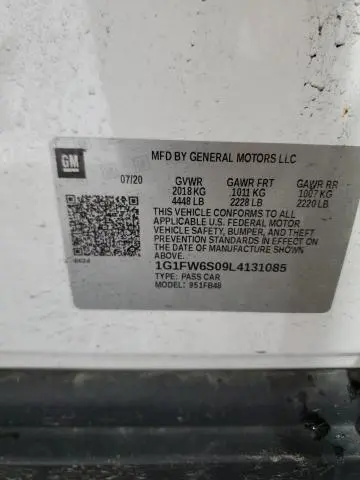 GM
MFD BY GENERAL MOTORS LLC
07/20 GVWR GAWR FRT GAWR RR
2018 KG 1011 KG 1007 KG
4448 LB 2228 LB 2220 LB
THIS VEHICLE CONFORMS TO ALL APPLICABLE
U.S. FEDERAL MOTOR VEHICLE
VEHICLE SAFETY, BUMPER, AND THEFT
PREVENTION STANDARDS IN EFFECT ON
THE DATE OF MANUFACTURE SHOWN
ABOVE.
1G1FW6S09L4131085
TYPE: PASS CAR
MODEL: 951FB48